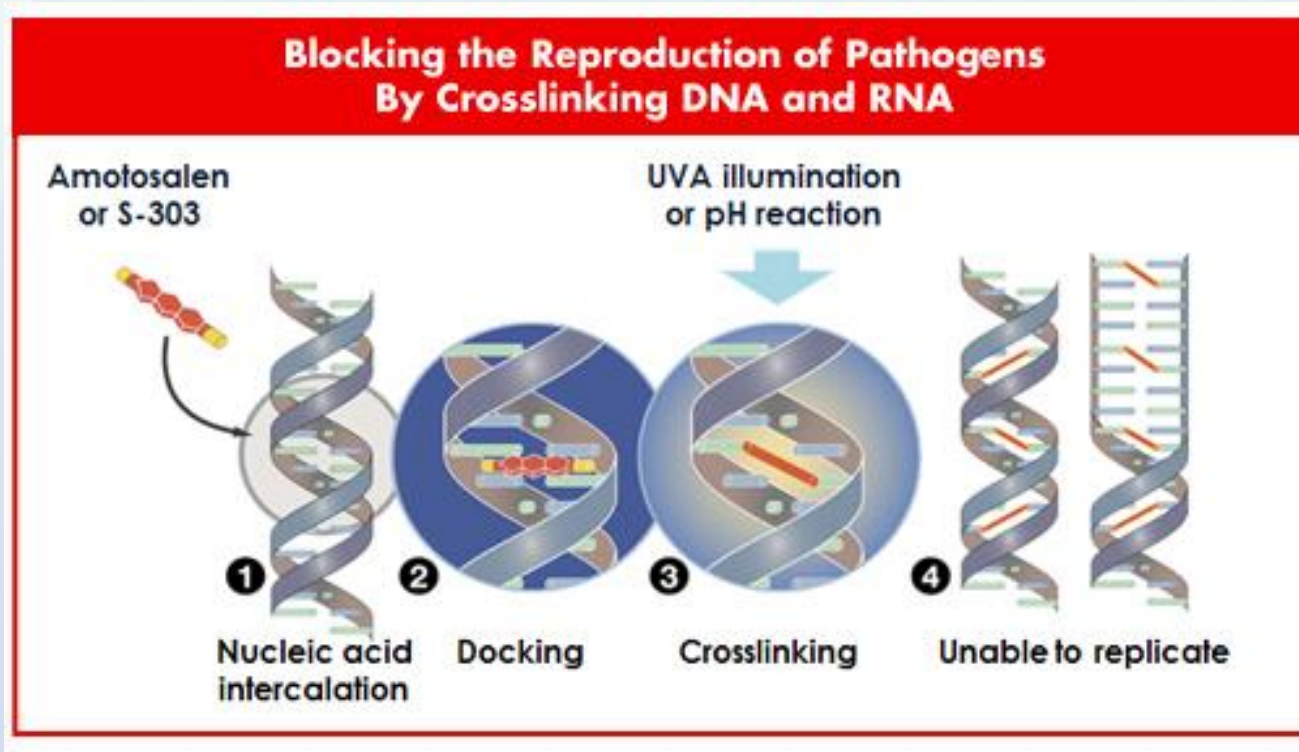 Blocking the Reproduction of Pathogens
By Crosslinking DNA and RNA
Amotosalen
or S-303
UVA illumination
or pH reaction
1
2
3
4
Nucleic acid
intercalation
Docking
Crosslinking
Unable to replicate